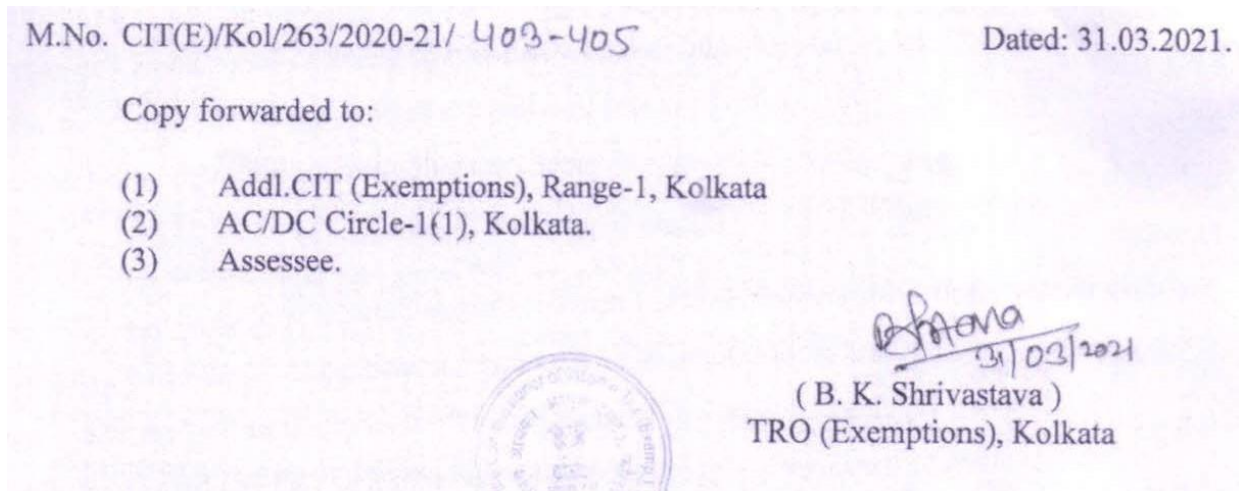 M.No. CIT(E)/Kol/263/2020-21/ 403-405 Dated: 31.03.2021.
Copy forwarded to:
(1) Addl.CIT (Exemptions), Range-1, Kolkata
(2) AC/DC Circle-1(1), Kolkata.
(3) Assessee.
31/03/2021
( B. K. Shrivastava )
TRO (Exemptions), Kolkata